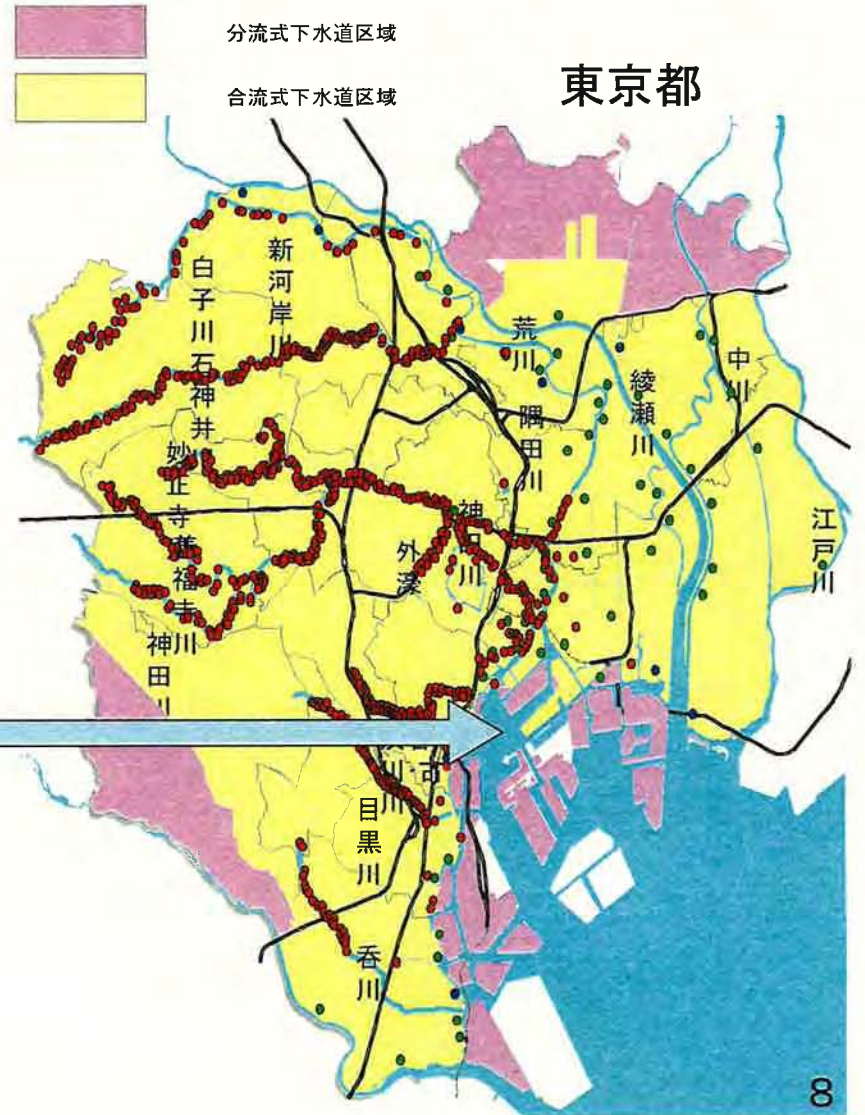 分流式下水道区域
合流式下水道区域
東京都
新河岸川
白子川
石神井
荒川
中川
綾瀬川
隅田川
妙正寺
神田川
江戸川
外濠
善福寺川
神田川
目黒川
呑川
8